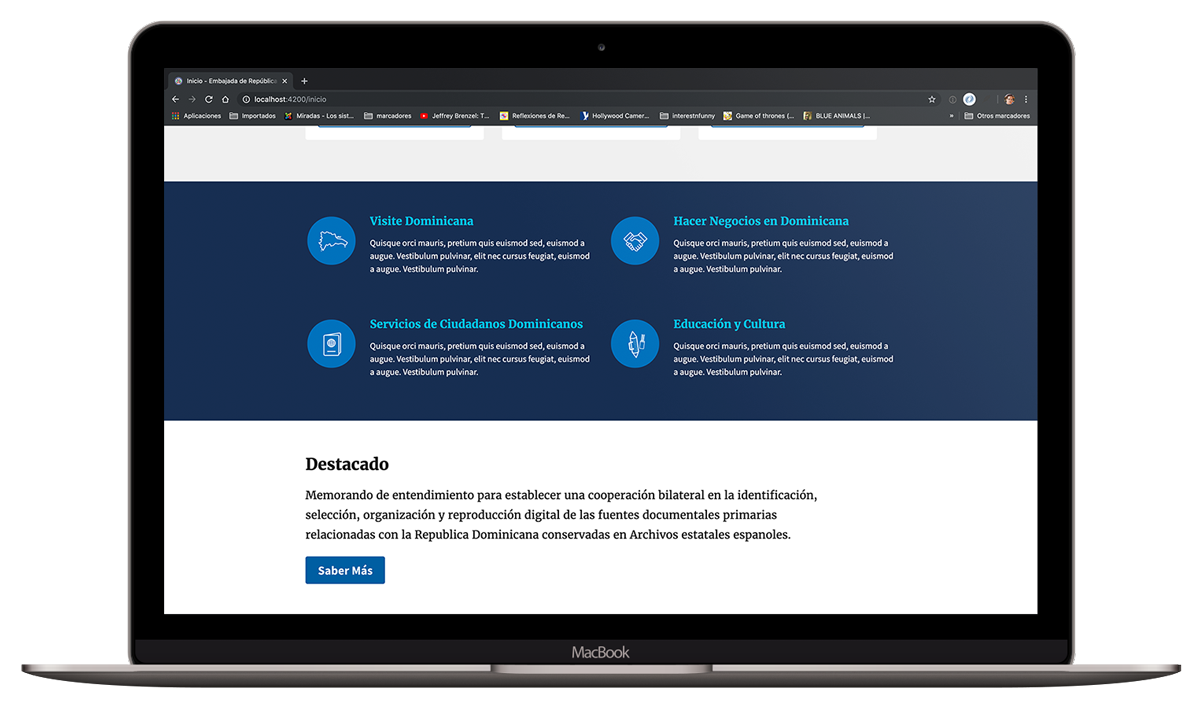 Inicio - Embajada de República
localhost:4200/inicio
Aplicaciones Importados Miradas - Los sist... marcadores Jeffrey Brenzel: T... Reflexiones de Re... Hollywood Camer... interestnfunny Game of thrones (... BLUE ANIMALS |... » Otros marcadores
Visite Dominicana
Quisque orci mauris, pretium quis euismod sed, euismod a
augue. Vestibulum pulvinar, elit nec cursus feugiat, euismod
a augue. Vestibulum pulvinar.
Hacer Negocios en Dominicana
Quisque orci mauris, pretium quis euismod sed, euismod a
augue. Vestibulum pulvinar, elit nec cursus feugiat, euismod
a augue. Vestibulum pulvinar.
Servicios de Ciudadanos Dominicanos
Quisque orci mauris, pretium quis euismod sed, euismod a
augue. Vestibulum pulvinar, elit nec cursus feugiat, euismod
a augue. Vestibulum pulvinar.
Educación y Cultura
Quisque orci mauris, pretium quis euismod sed, euismod a
augue. Vestibulum pulvinar, elit nec cursus feugiat, euismod
a augue. Vestibulum pulvinar.
Destacado
Memorando de entendimiento para establecer una cooperación bilateral en la identificación,
selección, organización y reproducción digital de las fuentes documentales primarias
relacionadas con la Republica Dominicana conservadas en Archivos estatales espanoles.
Saber Más
MacBook